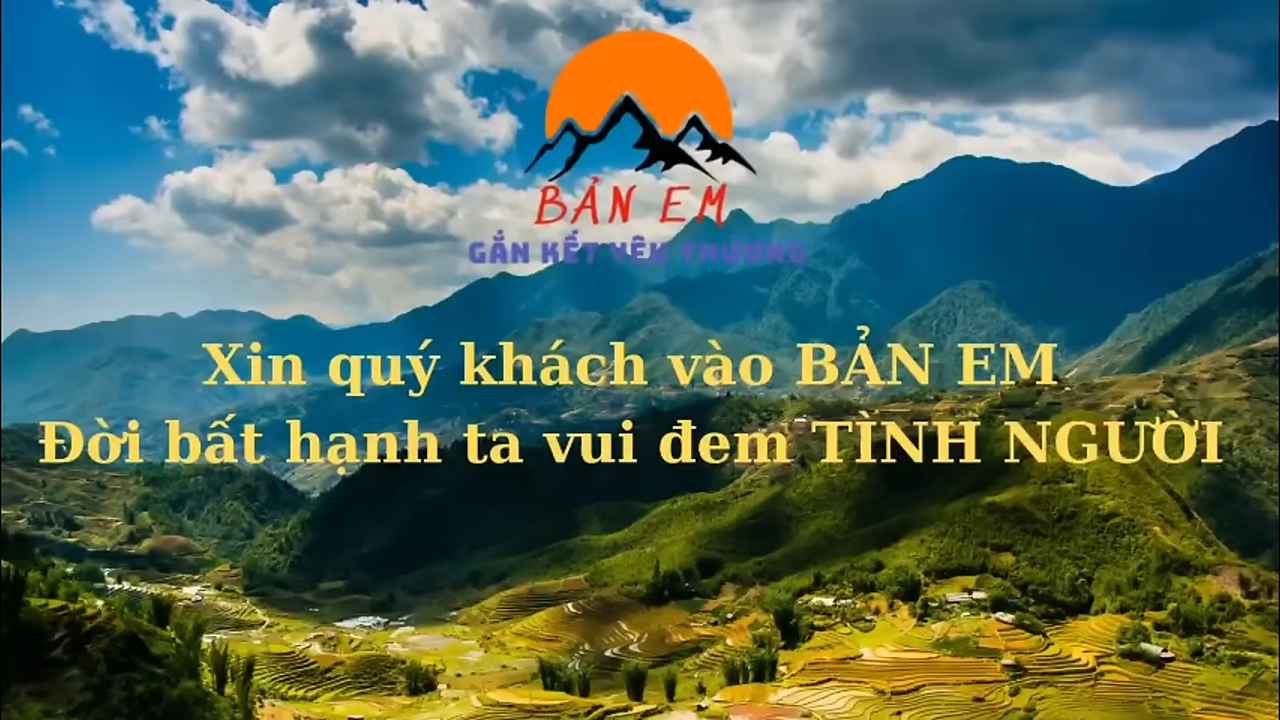 BẢN EM
GẮN KẾT YÊU THƯƠNG
Xin quý khách vào BẢN EM
Đời bất hạnh ta vui đem TÌNH NGƯỜI